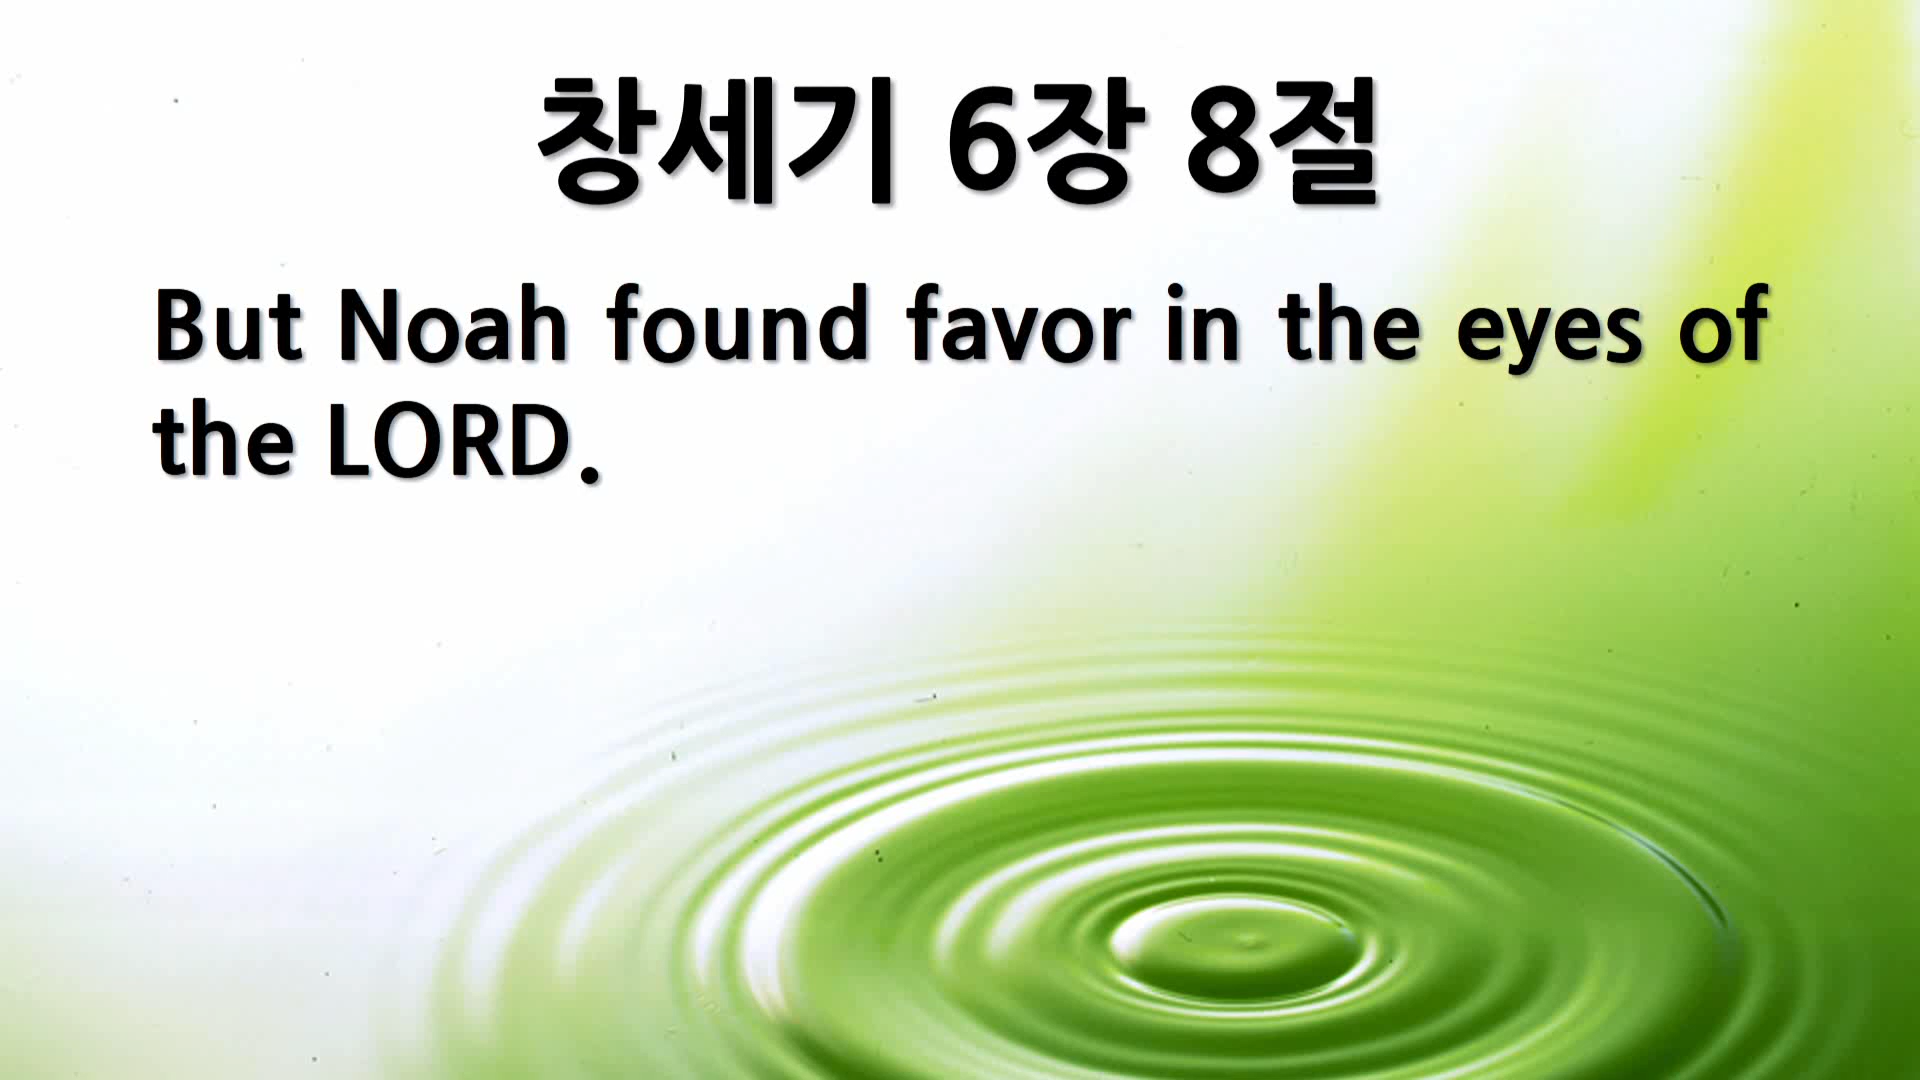 창세기 6장 8절
But Noah found favor in the eyes of
the LORD.